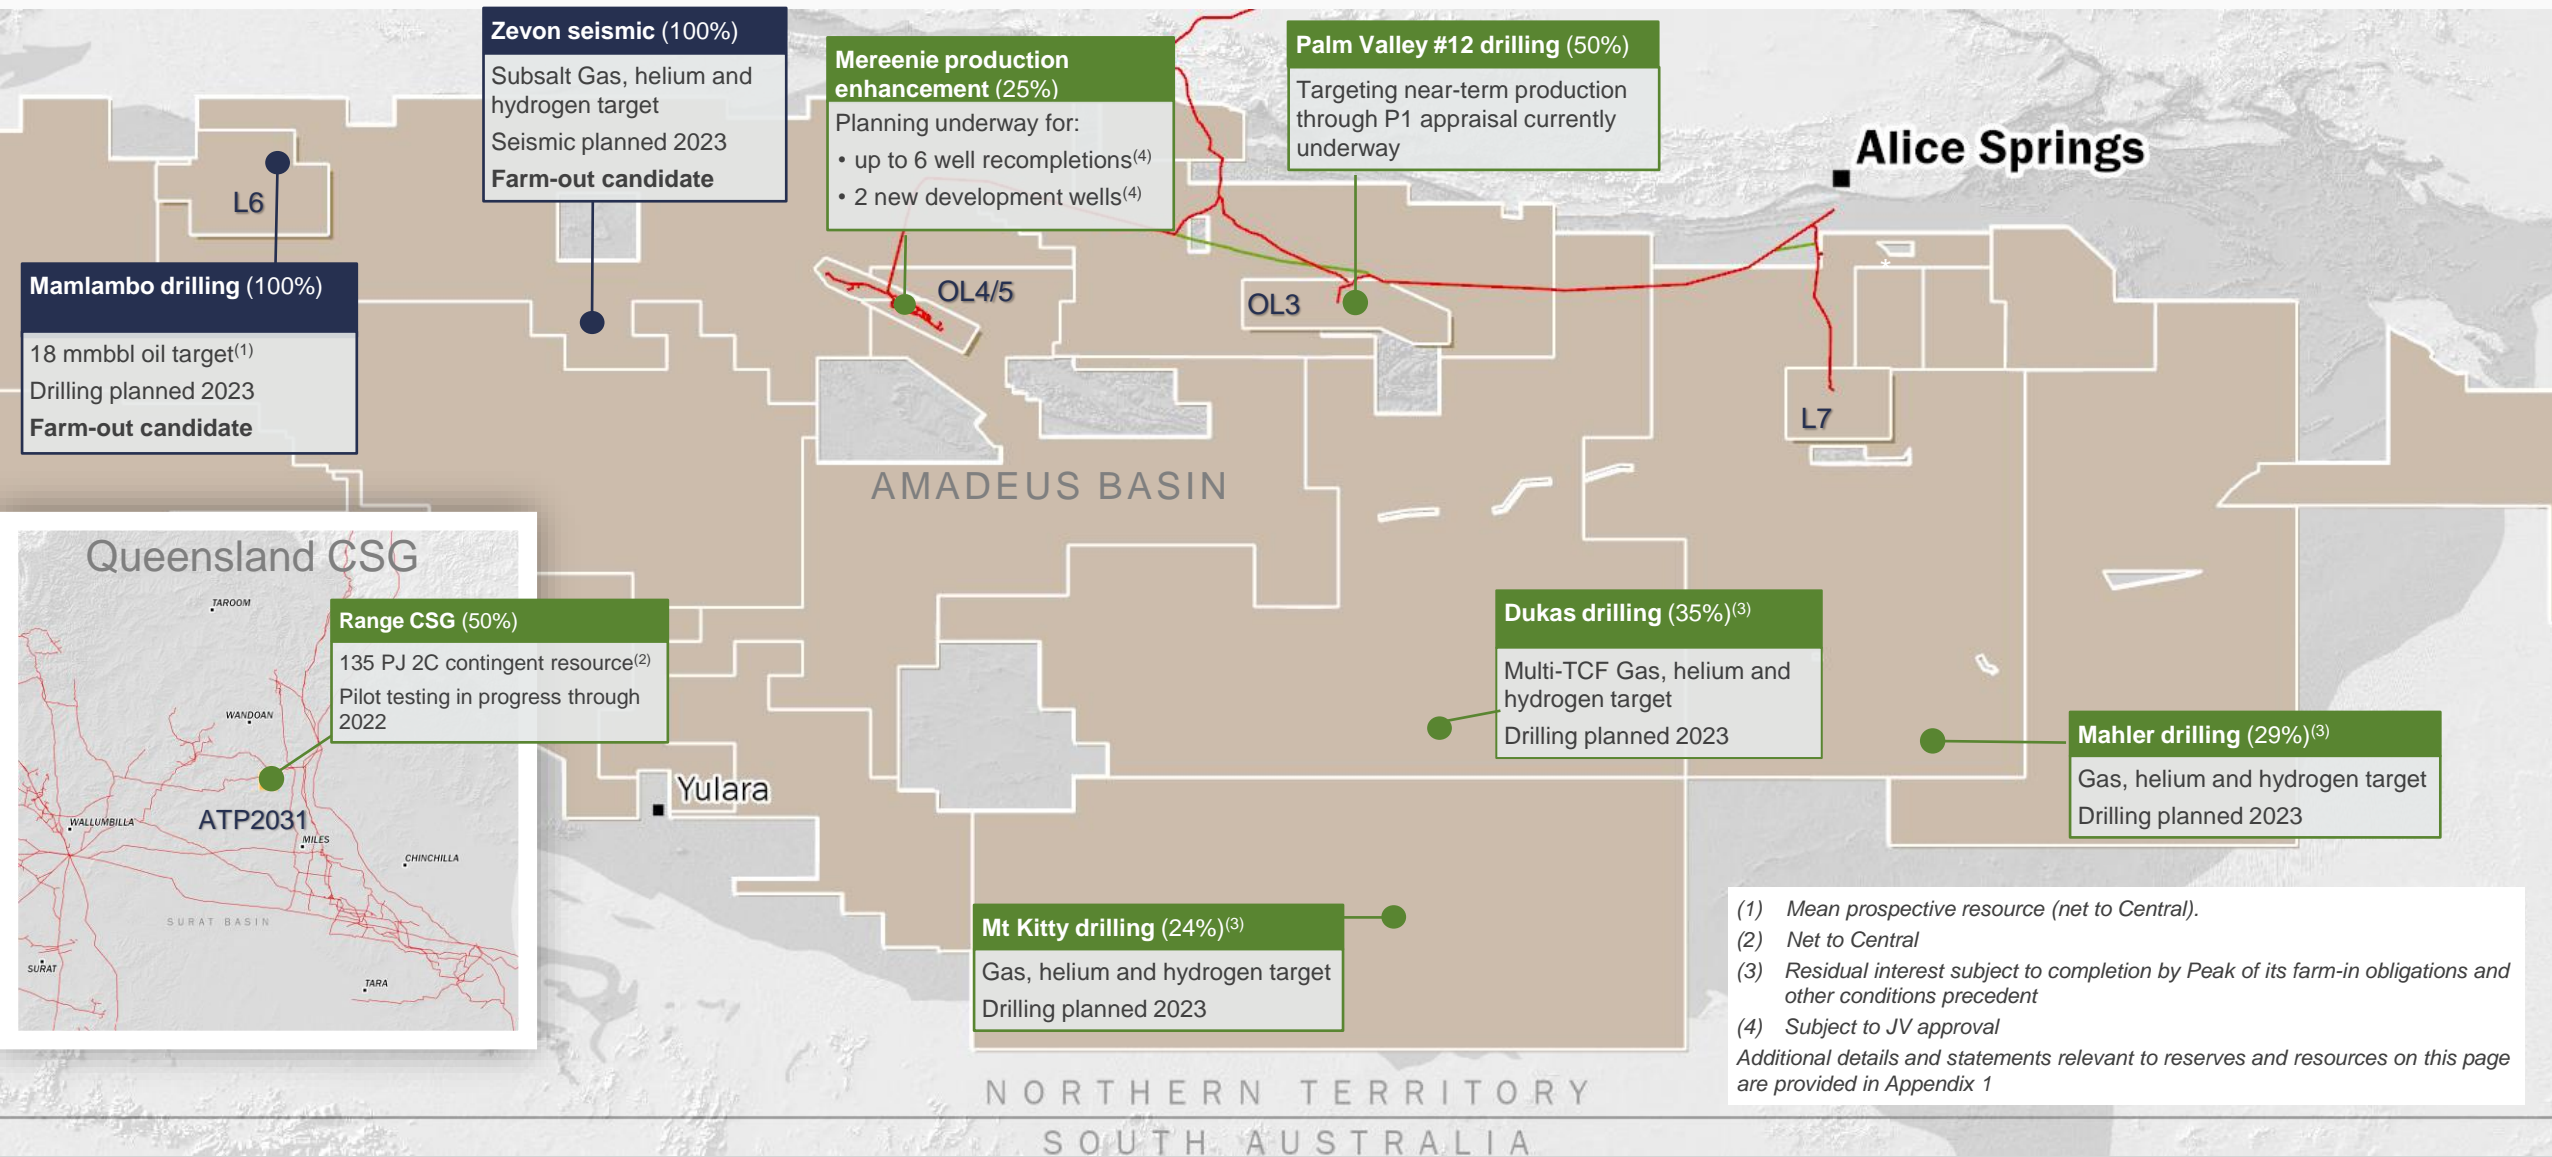 Zevon seismic (100%)
Subsalt Gas, helium and
hydrogen target
Seismic planned 2023
Farm-out candidate
Mereenie production
enhancement (25%)
Planning underway for:
• up to 6 well recompletions(4)
• 2 new development wells(4)
Palm Valley #12 drilling (50%)
Targeting near-term production
through P1 appraisal currently
underway
Alice Springs
L6
Mamlambo drilling (100%)
18 mmbbl oil target(1)
Drilling planned 2023
Farm-out candidate
OL4/5
OL3
L7
*
AMADEUS BASIN
Queensland CSG
TAROOM
Range CSG (50%)
135 PJ 2C contingent resource(2)
Pilot testing in progress through
2022
WANDOAN
ATP2031
WALLUMBILLA
MILES
CHINCHILLA
SURAT BASIN
SURAT
TARA
Yulara
Dukas drilling (35%)(3)
Multi-TCF Gas, helium and
hydrogen target
Drilling planned 2023
Mahler drilling (29%)(3)
Gas, helium and hydrogen target
Drilling planned 2023
Mt Kitty drilling (24%)(3)
Gas, helium and hydrogen target
Drilling planned 2023
(1) Mean prospective resource (net to Central).
(2) Net to Central
(3) Residual interest subject to completion by Peak of its farm-in obligations and
other conditions precedent
(4) Subject to JV approval
Additional details and statements relevant to reserves and resources on this page
are provided in Appendix 1
NORTHERN TERRITORY
SOUTH AUSTRALIA